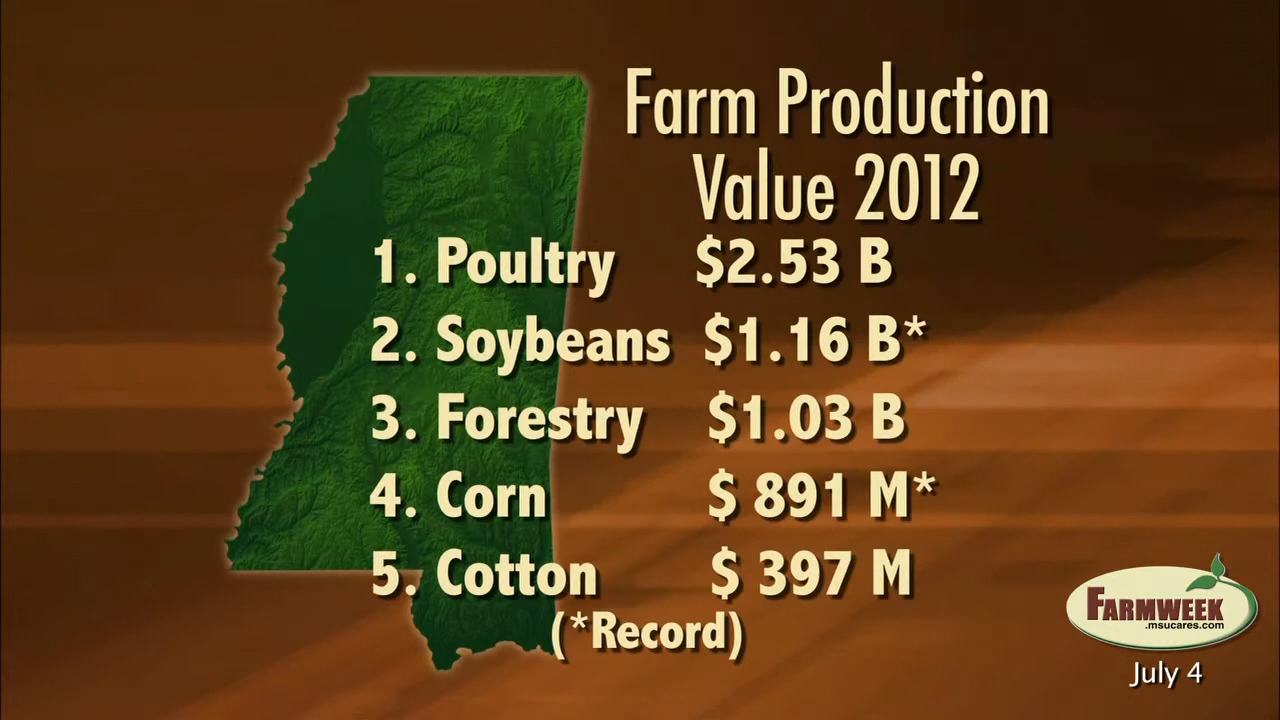 Farm Production
Value 2012
1. Poultry $2.53 B
2. Soybeans $1.16 B*
3. Forestry $1.03 B
4. Corn $ 891 M*
5. Cotton $ 397 M
(*Record)
FARMWEEK
.msucares.com
July 4